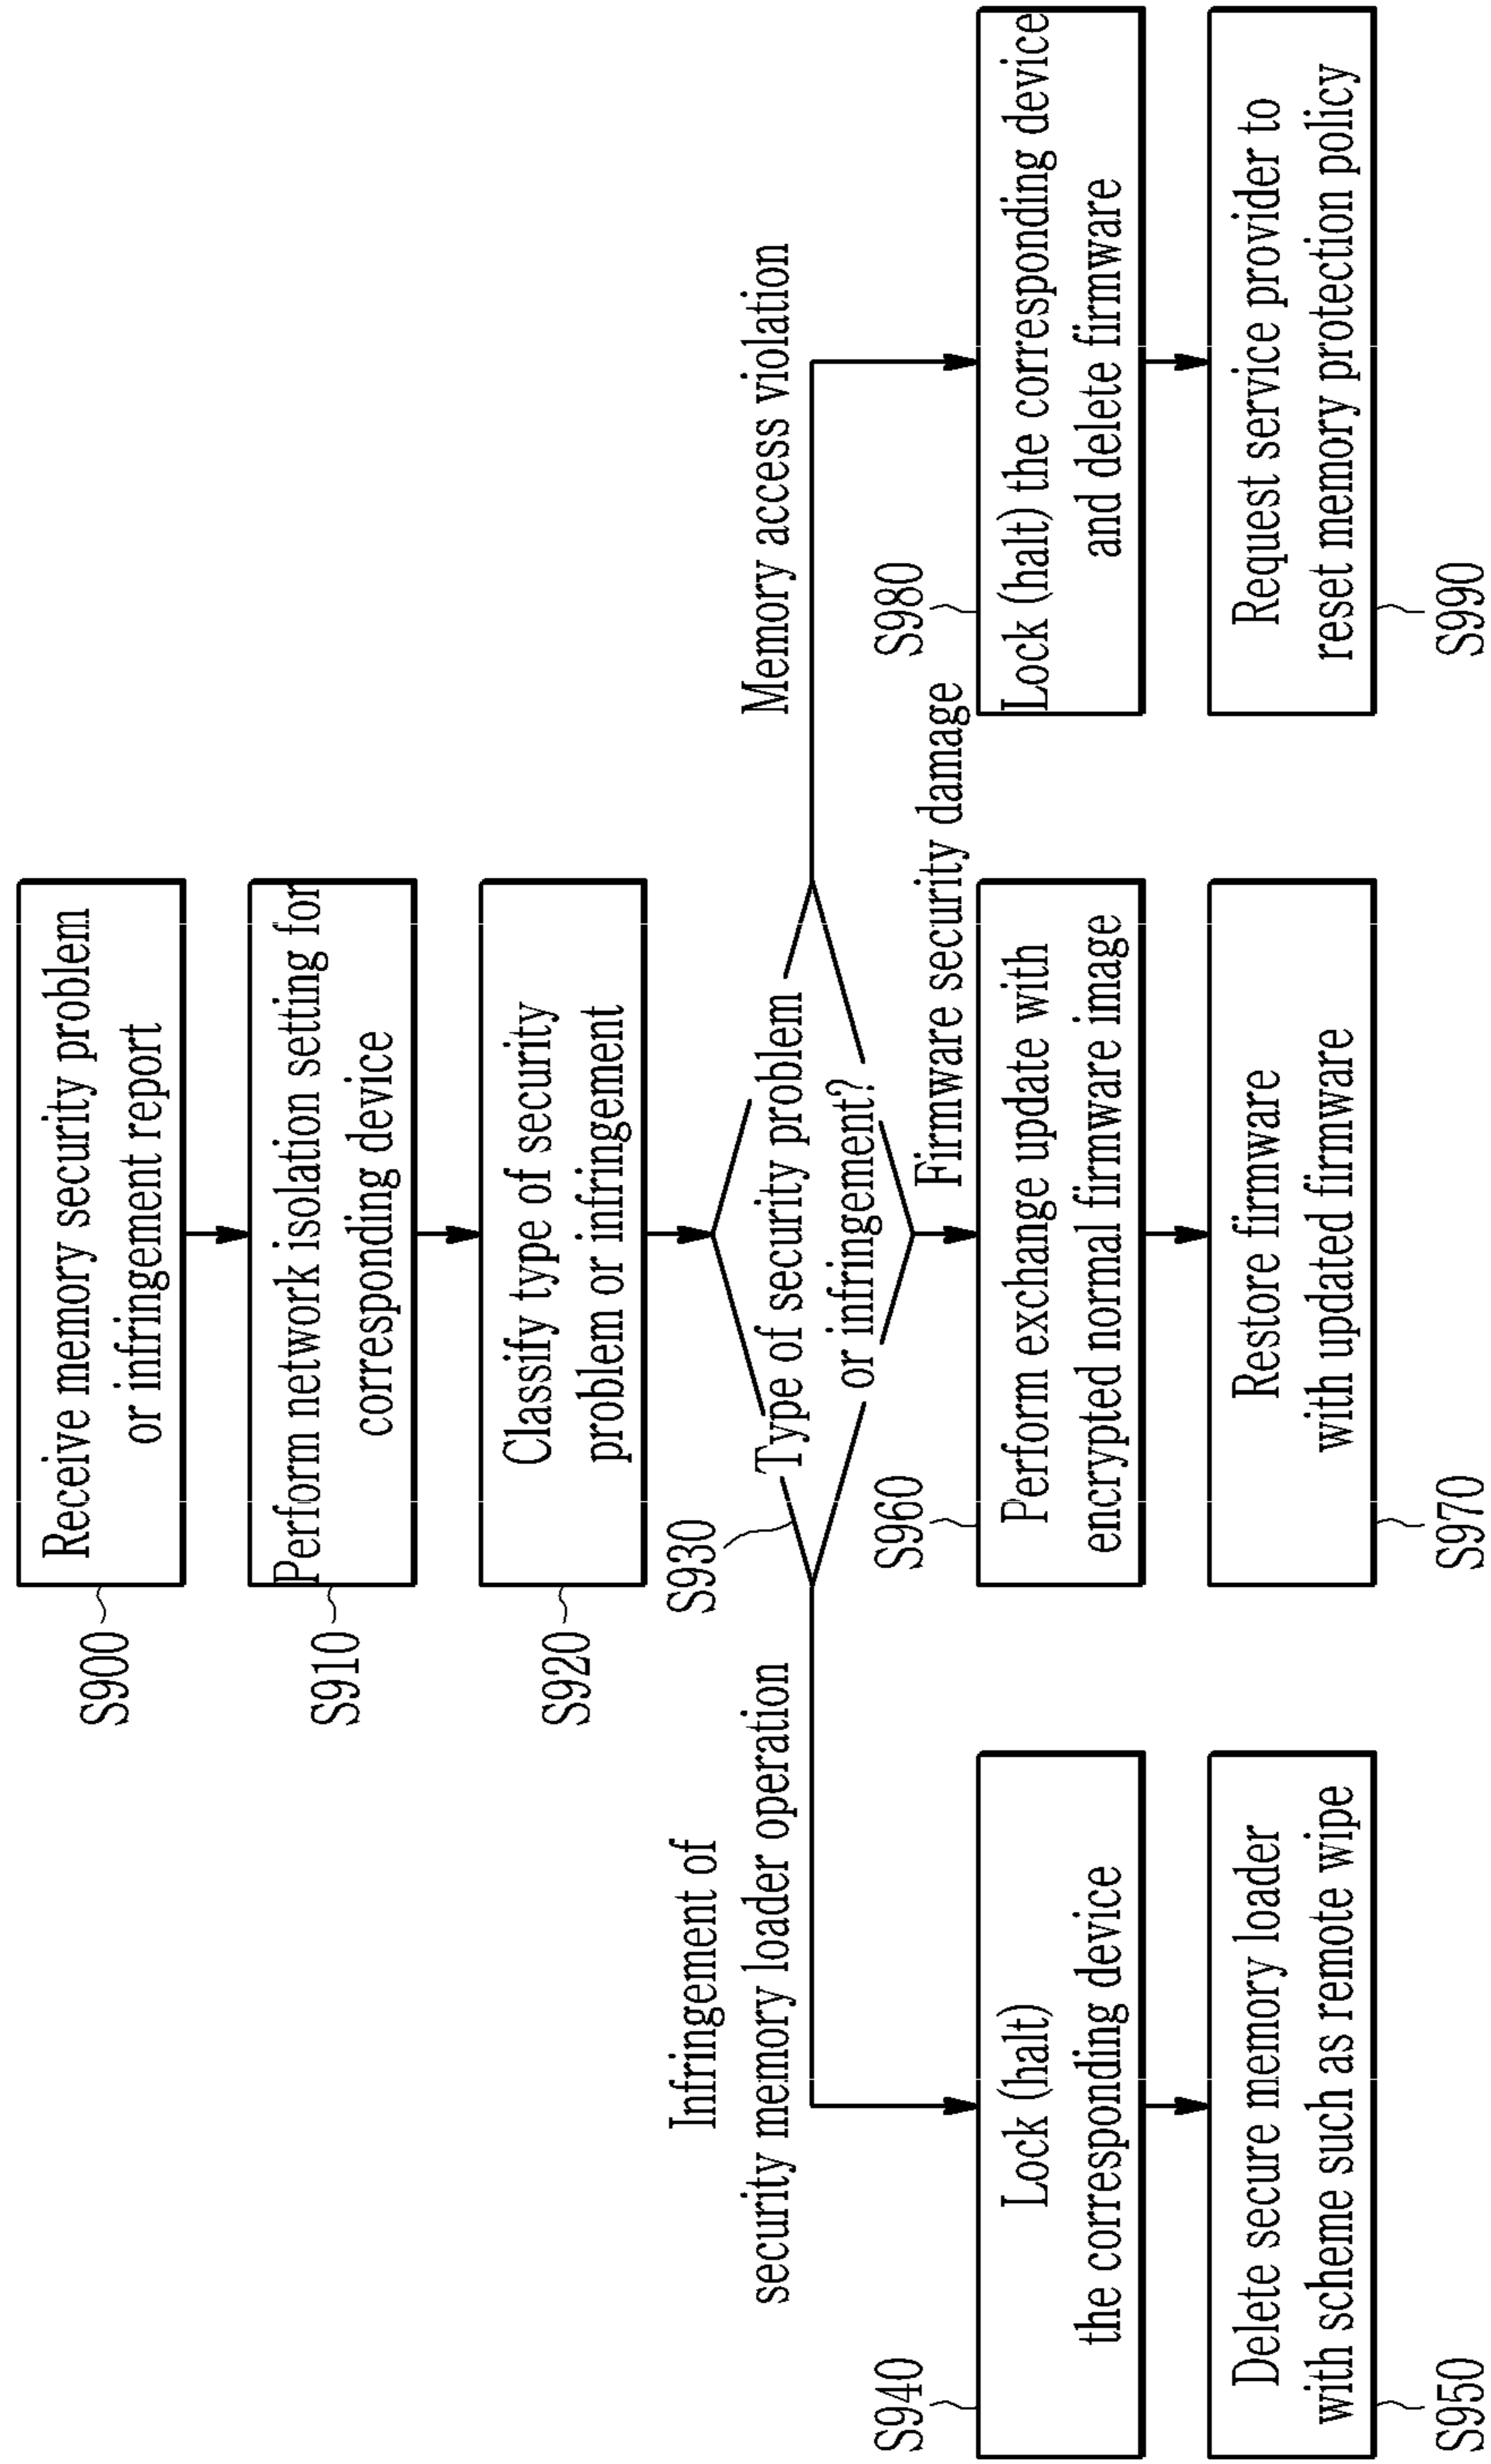 S900
Receive memory security problem
or infringement report
S910
Perform network isolation setting for
corresponding device
S920
Classify type of security
problem or infringement
S930
Type of security problem
or infringement?
Infringement of
security memory loader operation
S940
Lock (halt)
the corresponding device
S950
Delete secure memory loader
with scheme such as remote wipe
Firmware security damage
S960
Perform exchange update with
encrypted normal firmware image
S970
Restore firmware
with updated firmware
Memory access violation
S980
Lock (halt) the corresponding device
and delete firmware
S990
Request service provider to
reset memory protection policy